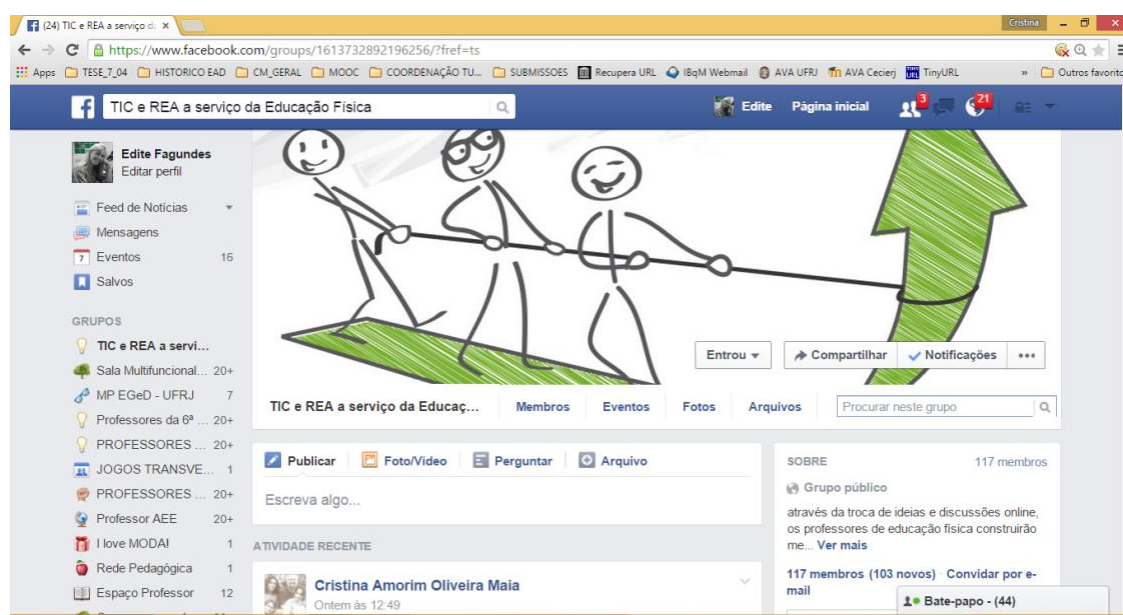 (24) TIC e REA a serviço d
Cristina
https://www.facebook.com/groups/1613732892196256/?fref=ts
Apps TESE_7_04 HISTORICO EAD CM_GERAL MOOC COORDENAÇÃO TU... SUBMISSOES Recupera URL IBqM Webmail AVA UFRJ AVA Cecierj TinyURL » Outros favorito
TIC e REA a serviço da Educação Física
Edite Página inicial 3 21
Edite Fagundes
Editar perfil
Feed de Notícias
Mensagens
Eventos 16
Salvos
GRUPOS
TIC e REA a servi...
Sala Multifuncional... 20+
MP EGeD - UFRJ 7
Professores da 6ª ... 20+
PROFESSORES ... 20+
JOGOS TRANSVE... 1
PROFESSORES ... 20+
Professor AEE 20+
I love MODA! 1
Rede Pedagógica 1
Espaço Professor 12
Entrou Compartilhar Notificações
TIC e REA a serviço da Educaç... Membros Eventos Fotos Arquivos Procurar neste grupo
Publicar Foto/Vídeo Perguntar Arquivo
Escreva algo...
ATIVIDADE RECENTE
Cristina Amorim Oliveira Maia
Ontem às 12:49
SOBRE 117 membros
Grupo público
através da troca de ideias e discussões online,
os professores de educação física construirão
me... Ver mais
117 membros (103 novos) · Convidar por e-
mail
Bate-papo - (44)